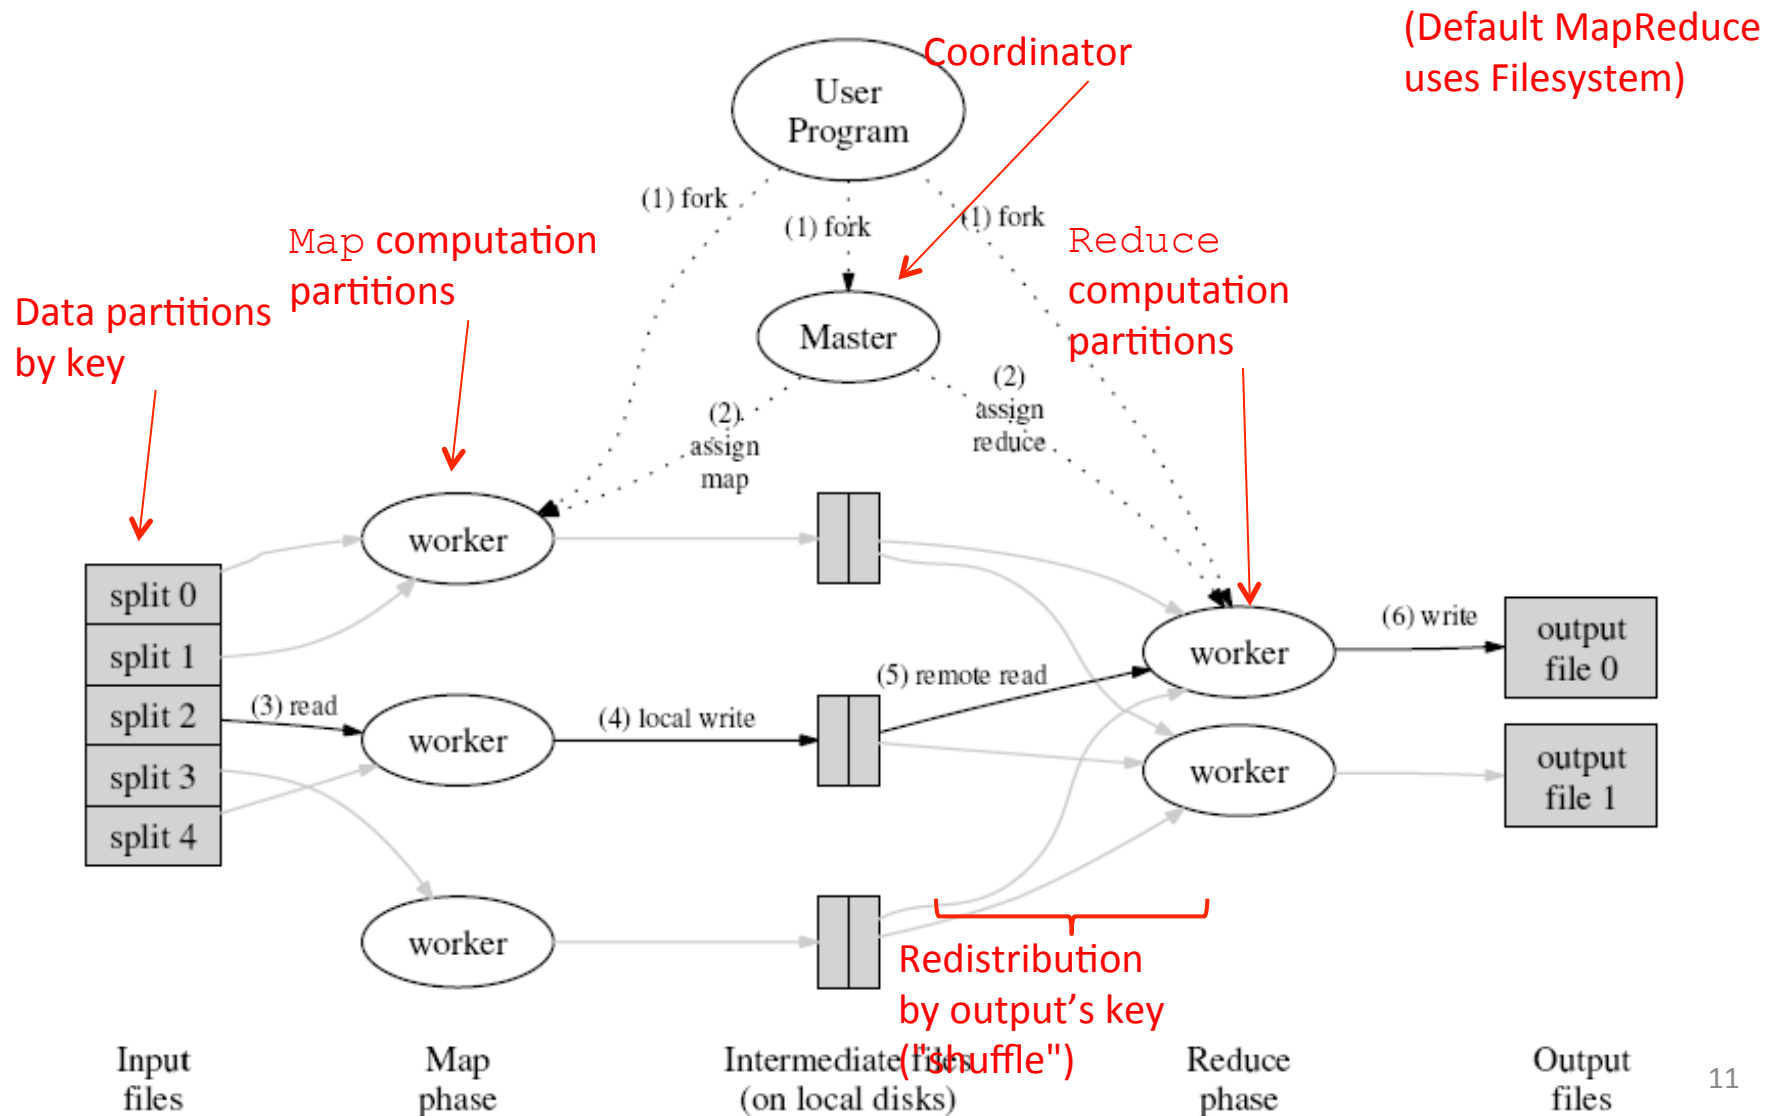 (Default MapReduce
uses Filesystem)
Coordinator
User
Program
(1) fork
(1) fork
(1) fork
Map computation
partitions
Reduce
computation
partitions
Data partitions
by key
Master
(2)
assign
map
(2)
assign
reduce
worker
split 0
split 1
split 2
split 3
split 4
(3) read
worker
(4) local write
(5) remote read
worker
(6) write
output
file 0
worker
output
file 1
worker
Redistribution
by output’s key
("shuffle")
Input
files
Map
phase
Intermediate files
(on local disks)
Reduce
phase
Output
files
11